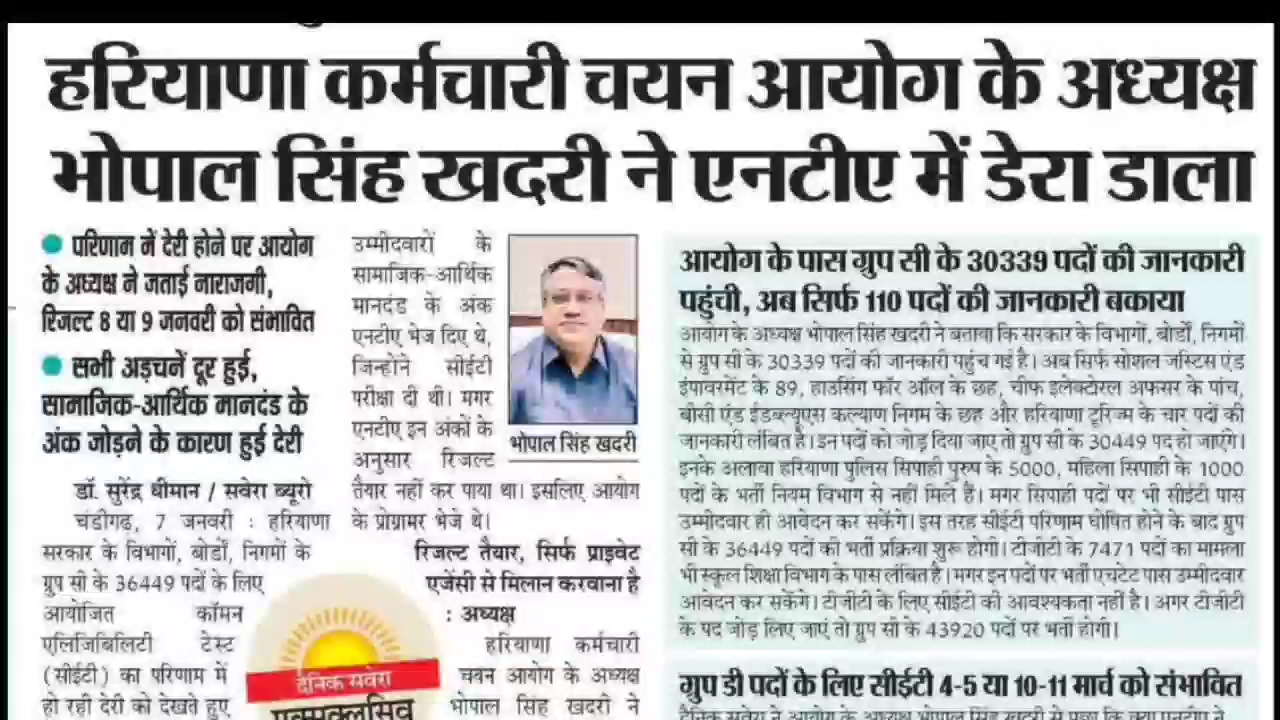 हरियाणा कर्मचारी चयन आयोग के अध्यक्ष
भोपाल सिंह खदरी ने एनटीए में डेरा डाला
परिणाम में देरी होने पर आयोग
के अध्यक्ष ने जताई नाराजगी,
रिजल्ट 8 या 9 जनवरी को संभावित
सभी अड़चनें दूर हुई,
सामाजिक-आर्थिक मानदंड के
अंक जोड़ने के कारण हुई देरी
डॉ. सुरेंद्र धीमान / सवेरा ब्यूरो
चंडीगढ़, 7 जनवरी : हरियाणा
सरकार के विभागों, बोर्डों, निगमों के
ग्रुप सी के 36449 पदों के लिए
आयोजित कॉमन
एलिजिबिलिटी टेस्ट
(सीईटी) का परिणाम में
हो रही देरी को देखते हुए
दैनिक सवेरा
एक्सक्लूसिव
उम्मीदवारों के
सामाजिक-आर्थिक
मानदंड के अंक
एनटीए भेज दिए थे,
जिन्होंने सीईटी
परीक्षा दी थी। मगर
एनटीए इन अंकों के
अनुसार रिजल्ट
तैयार नहीं कर पाया था। इसलिए आयोग
के प्रोग्रामर भेजे थे।
भोपाल सिंह खदरी
रिजल्ट तैयार, सिर्फ प्राइवेट
एजेंसी से मिलान करवाना है
: अध्यक्ष
हरियाणा कर्मचारी
चयन आयोग के अध्यक्ष
भोपाल सिंह खदरी ने
आयोग के पास ग्रुप सी के 30339 पदों की जानकारी
पहुंची, अब सिर्फ 110 पदों की जानकारी बकाया
आयोग के अध्यक्ष भोपाल सिंह खदरी ने बताया कि सरकार के विभागों, बोर्डों, निगमों
से ग्रुप सी के 30339 पदों की जानकारी पहुंच गई है। अब सिर्फ सोशल जस्टिस एंड
ईंपावरमेंट के 89, हाउसिंग फॉर ऑल के छह, चीफ इलेक्टोरल अफसर के पांच,
बीसी एंड ईडब्ल्यूएस कल्याण निगम के छह और हरियाणा टूरिज्म के चार पदों की
जानकारी लंबित है। इन पदों को जोड़ दिया जाए तो ग्रुप सी के 30449 पद हो जाएंगे।
इनके अलावा हरियाणा पुलिस सिपाही पुरुष के 5000, महिला सिपाही के 1000
पदों के भर्ती नियम विभाग से नहीं मिले हैं। मगर सिपाही पदों पर भी सीईटी पास
उम्मीदवार ही आवेदन कर सकेंगे। इस तरह सीईटी परिणाम घोषित होने के बाद ग्रुप
सी के 36449 पदों की भर्ती प्रक्रिया शुरू होगी। टीजीटी के 7471 पदों का मामला
भी स्कूल शिक्षा विभाग के पास लंबित है। मगर इन पदों पर भर्ती एचटेट पास उम्मीदवार
आवेदन कर सकेंगे। टीजीटी के लिए सीईटी की आवश्यकता नहीं है। अगर टीजीटी
के पद जोड़ लिए जाएं तो ग्रुप सी के 43920 पदों पर भर्ती होगी।
ग्रुप डी पदों के लिए सीईटी 4-5 या 10-11 मार्च को संभावित
दैनिक सवेरा ने आयोग के अध्यक्ष भोपाल सिंह खदरी से पूछा कि क्या एनटीए ने